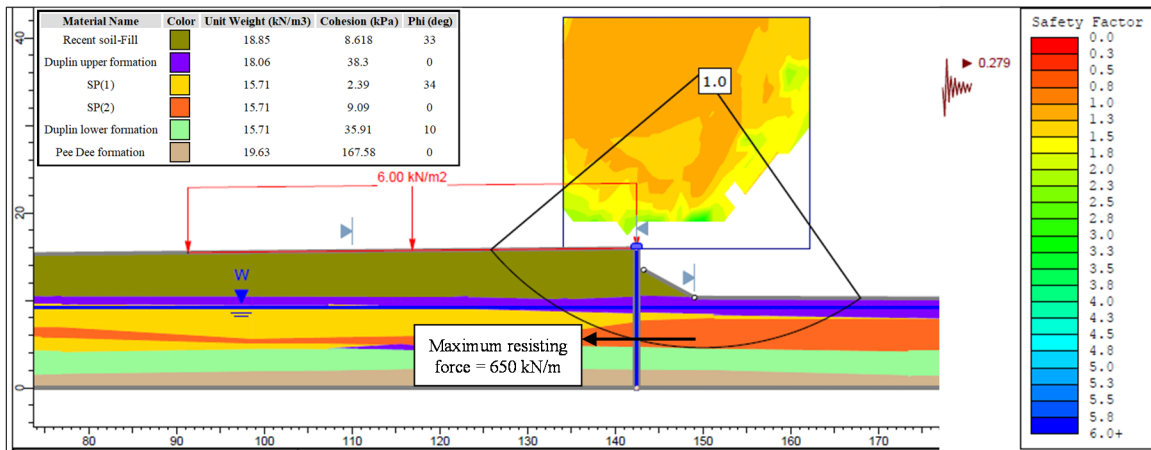 Material Name Color Unit Weight (kN/m3) Cohesion (kPa) Phi (deg)
Recent soil-Fill 18.85 8.618 33
Duplin upper formation 18.06 38.3 0
SP(1) 15.71 2.39 34
SP(2) 15.71 9.09 0
Duplin lower formation 15.71 35.91 10
Pee Dee formation 19.63 167.58 0
40
20
0
6.00 kN/m2
1.0
0.279
W
Maximum resisting
force = 650 kN/m
80 90 100 110 120 130 140 150 160 170
Safety Factor
0.0
0.3
0.5
0.8
1.0
1.3
1.5
1.8
2.0
2.3
2.5
2.8
3.0
3.3
3.5
3.8
4.0
4.3
4.5
4.8
5.0
5.3
5.5
5.8
6.0+